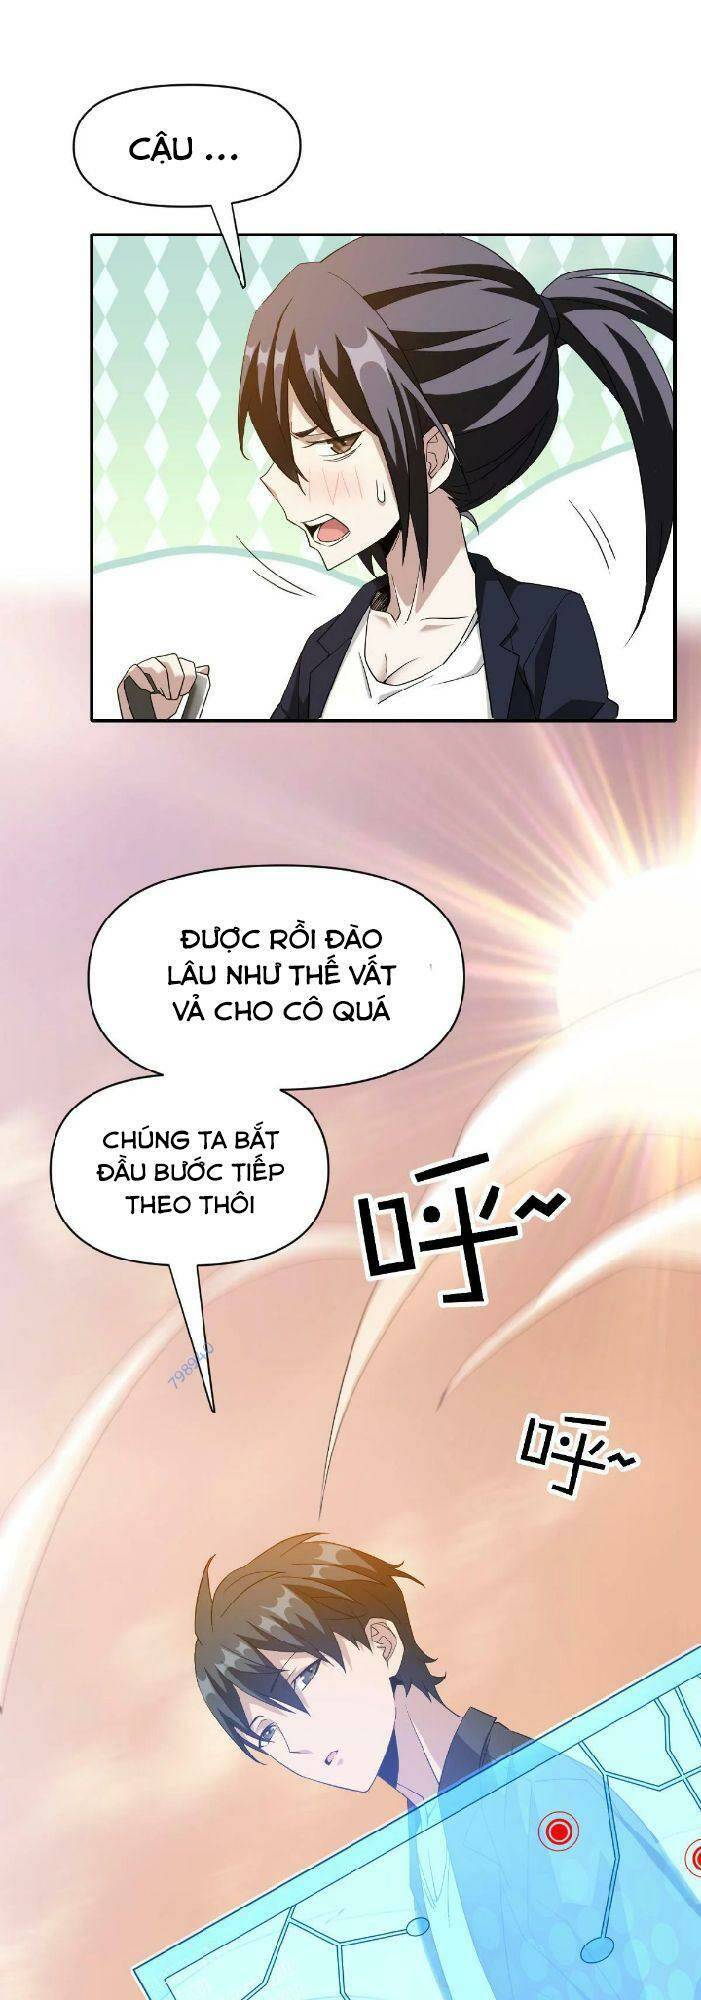 CẬU ...
ĐƯỢC RỒI ĐÀO
LÂU NHƯ THẾ VẤT
VẢ CHO CÔ QUÁ
CHÚNG TA BẮT
ĐẦU BƯỚC TIẾP
THEO THÔI
呼~
798940
呼~